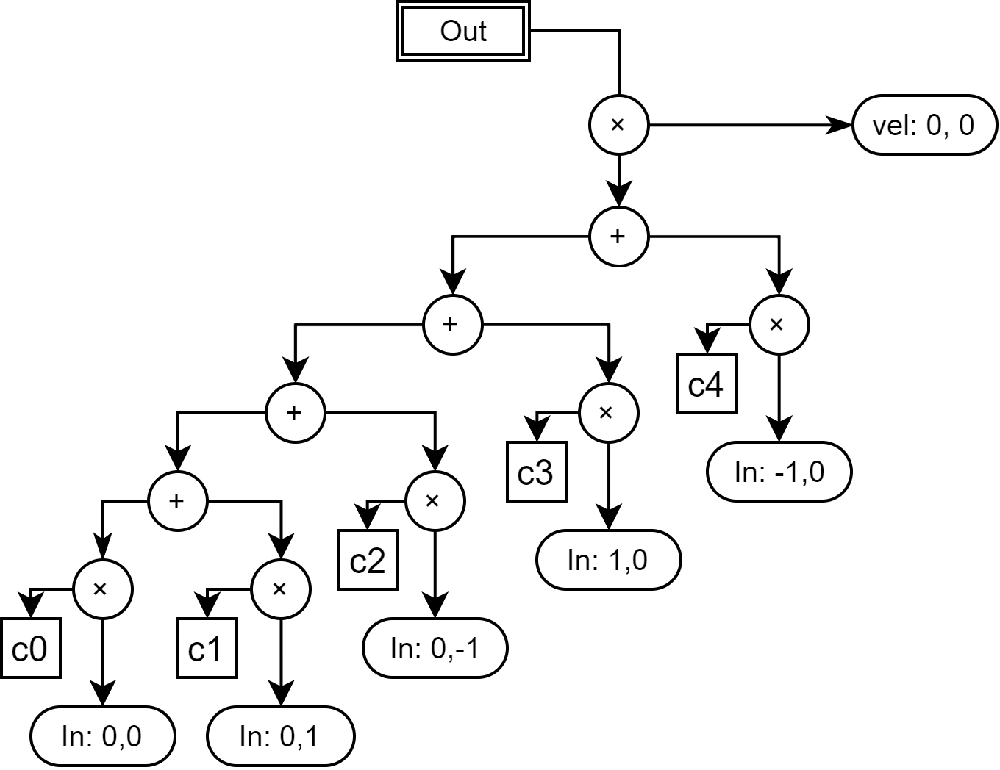 Out
×
vel: 0, 0
+
+
×
c4
+
×
c3
In: -1,0
+
×
c2
In: 1,0
×
c0
×
c1
In: 0,-1
In: 0,0
In: 0,1